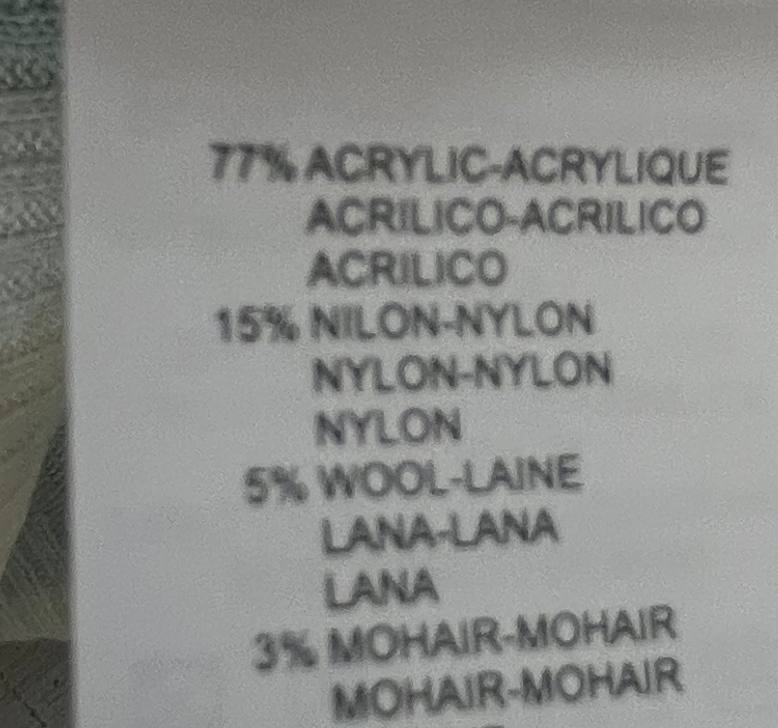 77% ACRYLIC-ACRYLIQUE
ACRILICO-ACRILICO
ACRILICO
15% NILON-NYLON
NYLON-NYLON
NYLON
5% WOOL-LAINE
LANA-LANA
LANA
3% MOHAIR-MOHAIR
MOHAIR-MOHAIR